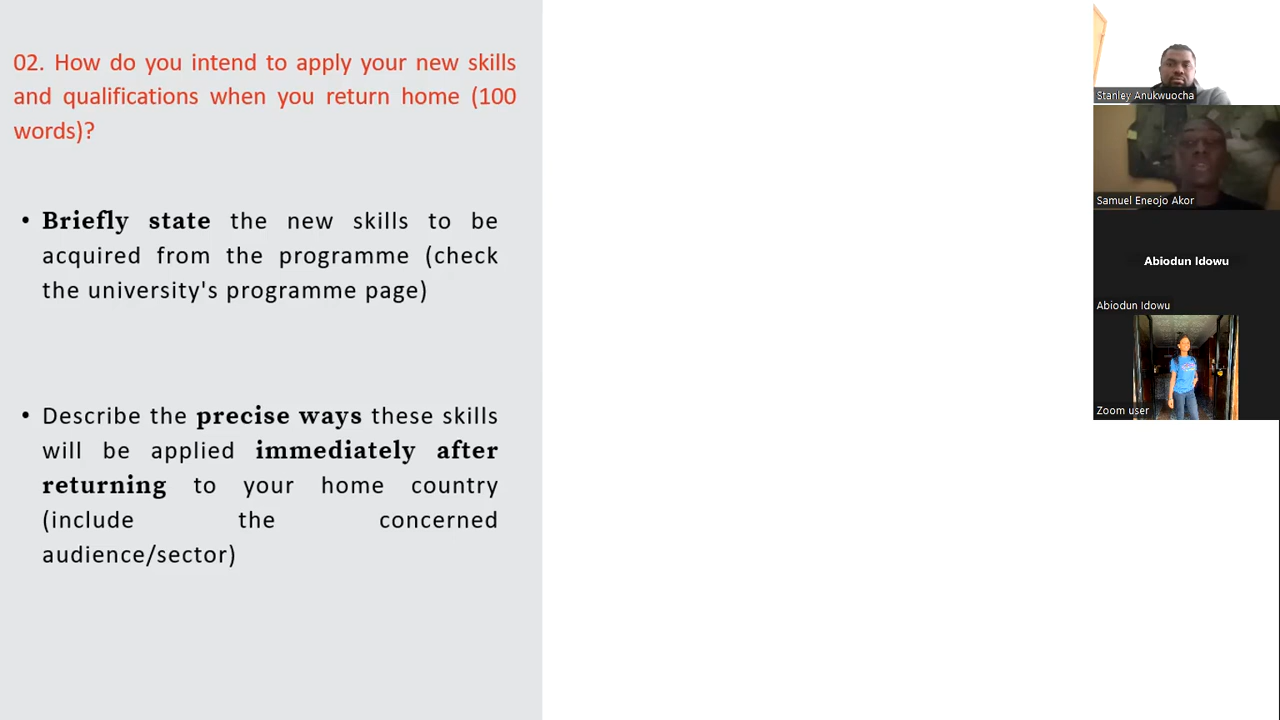 02. How do you intend to apply your new skills
and qualifications when you return home (100
words)?
• Briefly state the new skills to be
acquired from the programme (check
the university's programme page)
• Describe the precise ways these skills
will be applied immediately after
returning to your home country
(include the concerned
audience/sector)
Stanley Anukwuocha
Samuel Eneojo Akor
Abiodun Idowu
Abiodun Idowu
Zoom user